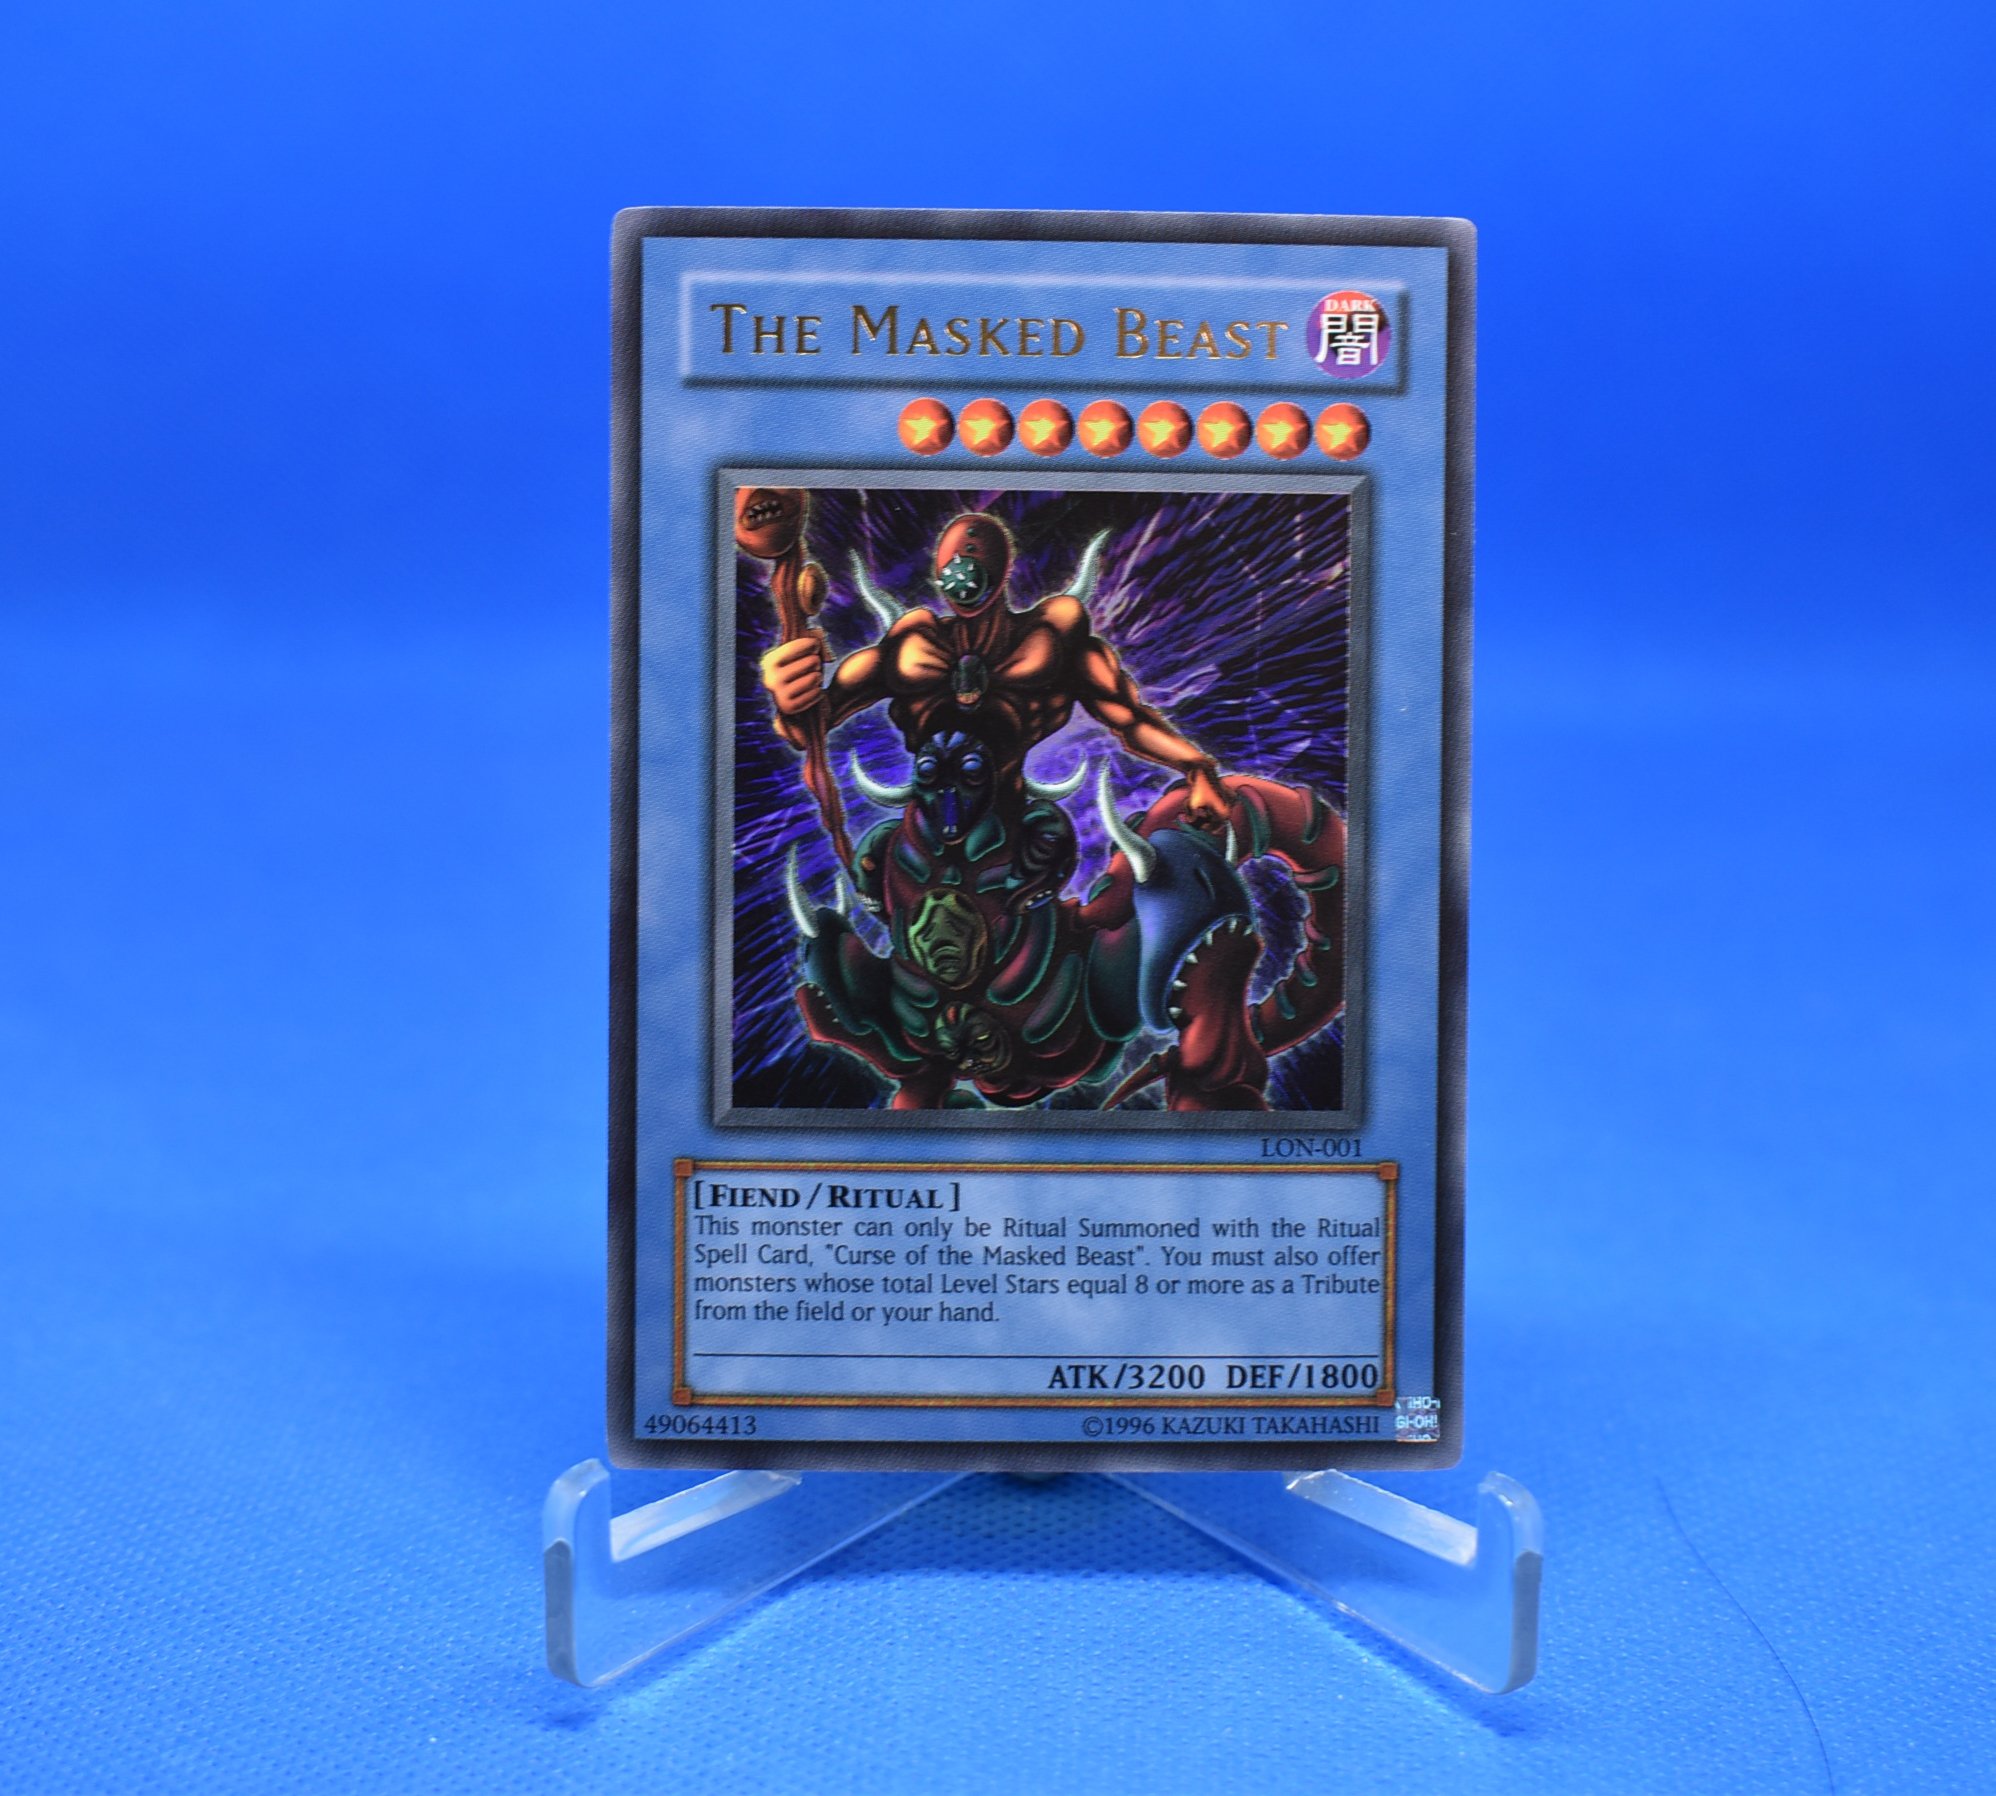 THE MASKED BEAST
DARK
闇
LON-001
[FIEND/RITUAL]
This monster can only be Ritual Summoned with the Ritual
Spell Card, "Curse of the Masked Beast". You must also offer
monsters whose total Level Stars equal 8 or more as a Tribute
from the field or your hand.
ATK/3200 DEF/1800
49064413
©1996 KAZUKI TAKAHASHI
GI-OH!